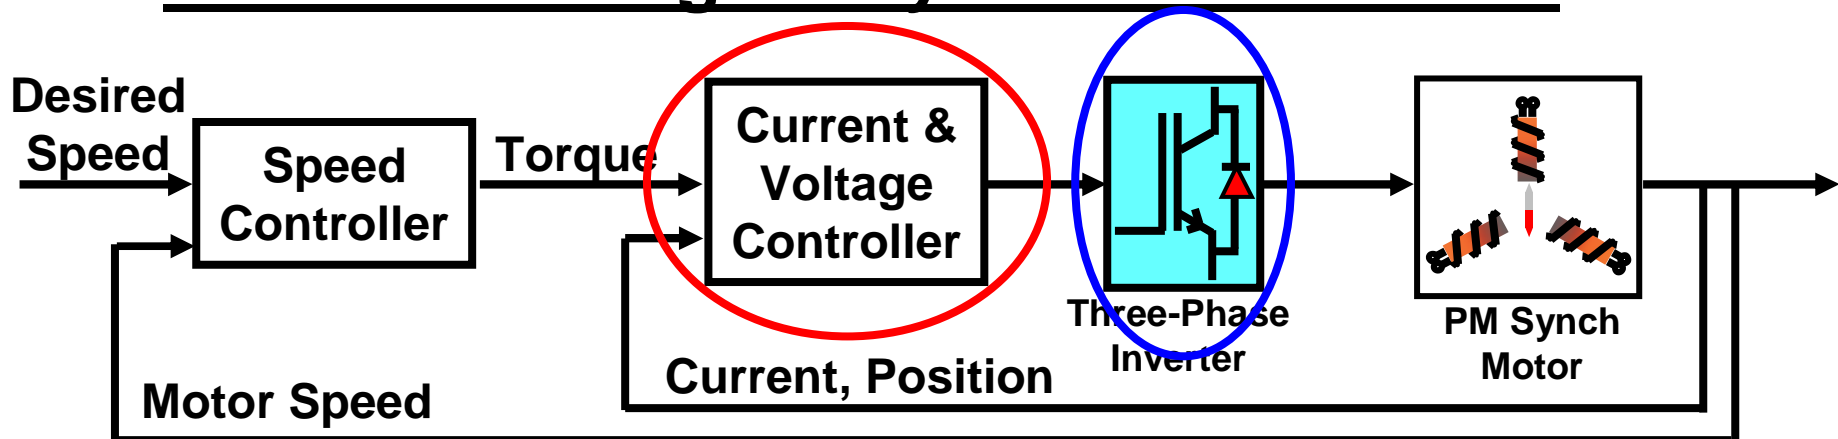 Desired
Speed
Speed
Controller
Torque
Current &
Voltage
Controller
Three-Phase
Inverter
PM Synch
Motor
Current, Position
Motor Speed